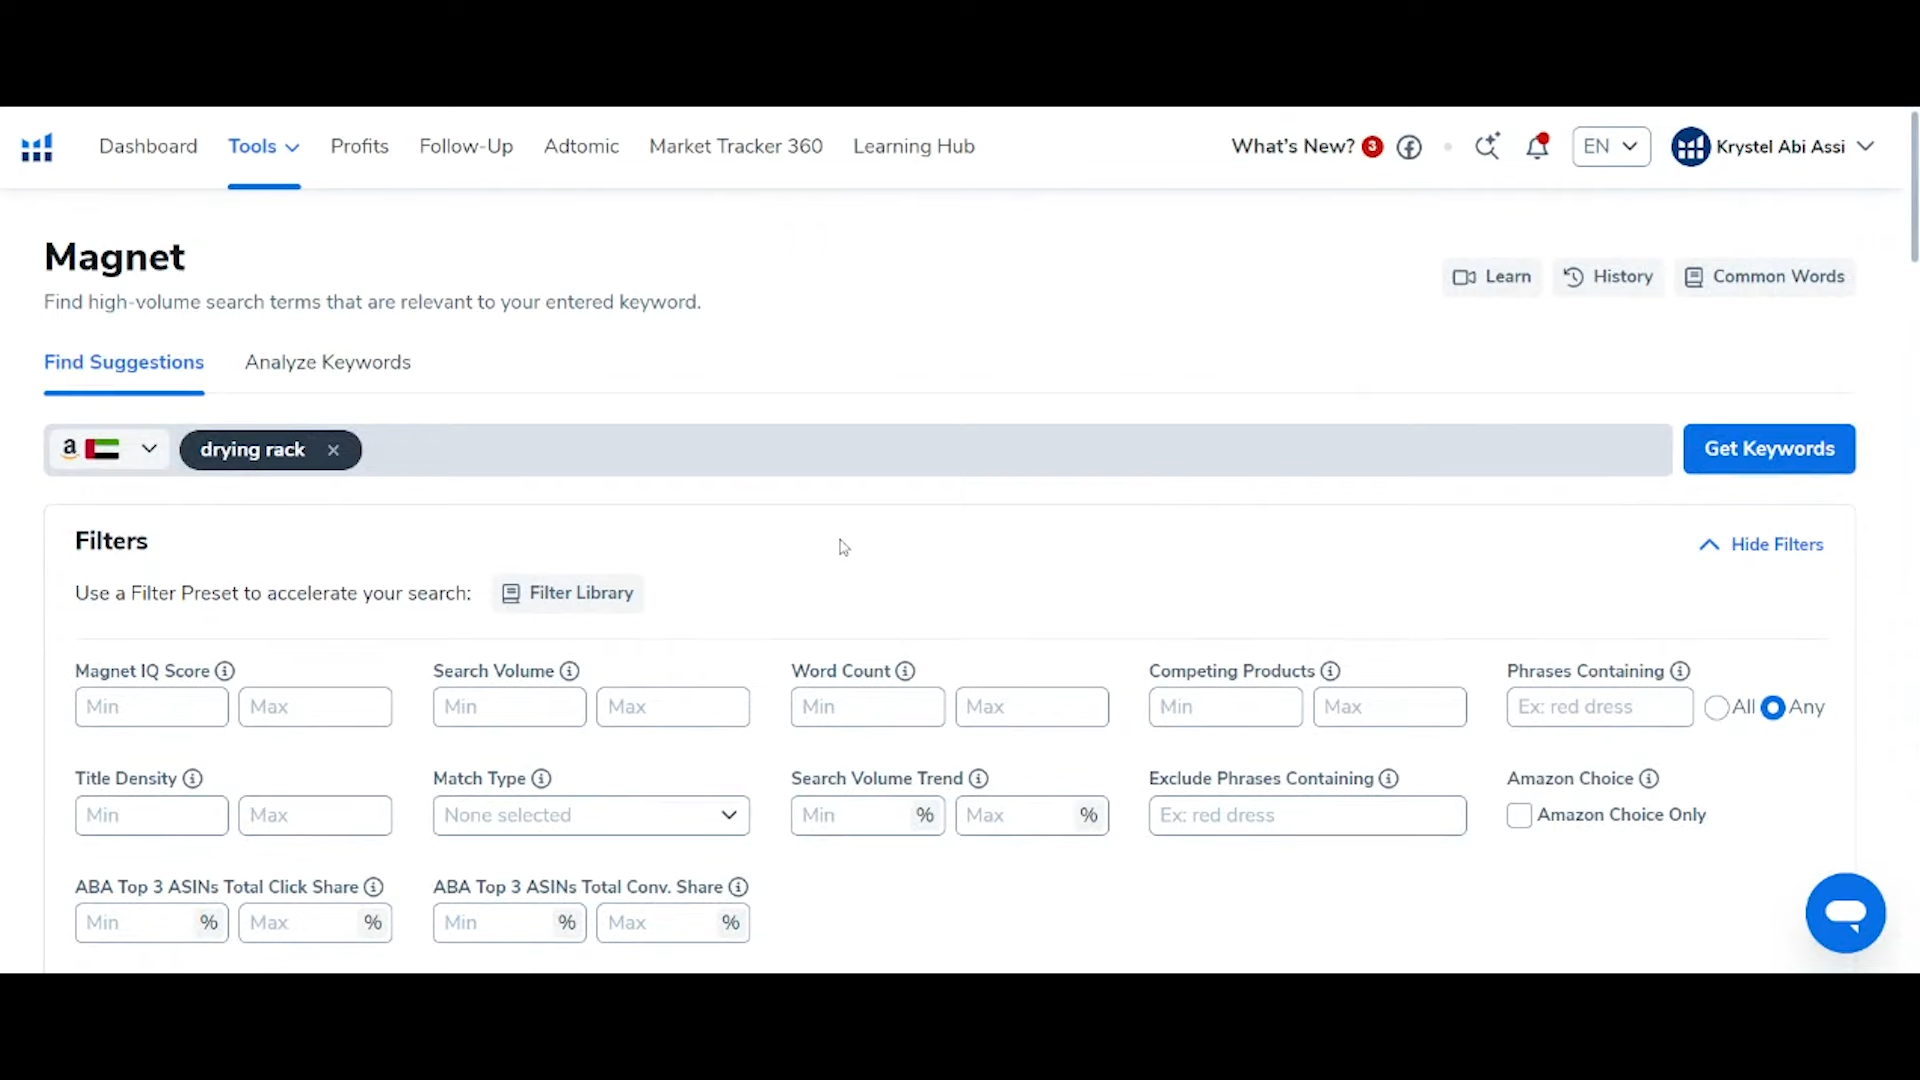 Dashboard
Tools
Profits
Follow-Up
Adtomic
Market Tracker 360
Learning Hub
What's New? 3
EN
Krystel Abi Assi
Magnet
Find high-volume search terms that are relevant to your entered keyword.
Learn
History
Common Words
Find Suggestions
Analyze Keywords
a
drying rack
Get Keywords
Filters
Hide Filters
Use a Filter Preset to accelerate your search:
Filter Library
Magnet IQ Score
Search Volume
Word Count
Competing Products
Phrases Containing
Min
Max
Min
Max
Min
Max
Min
Max
Ex: red dress
All
Any
Title Density
Match Type
Search Volume Trend
Exclude Phrases Containing
Amazon Choice
Min
Max
None selected
Min %
Max %
Ex: red dress
Amazon Choice Only
ABA Top 3 ASINs Total Click Share
ABA Top 3 ASINs Total Conv. Share
Min %
Max %
Min %
Max %